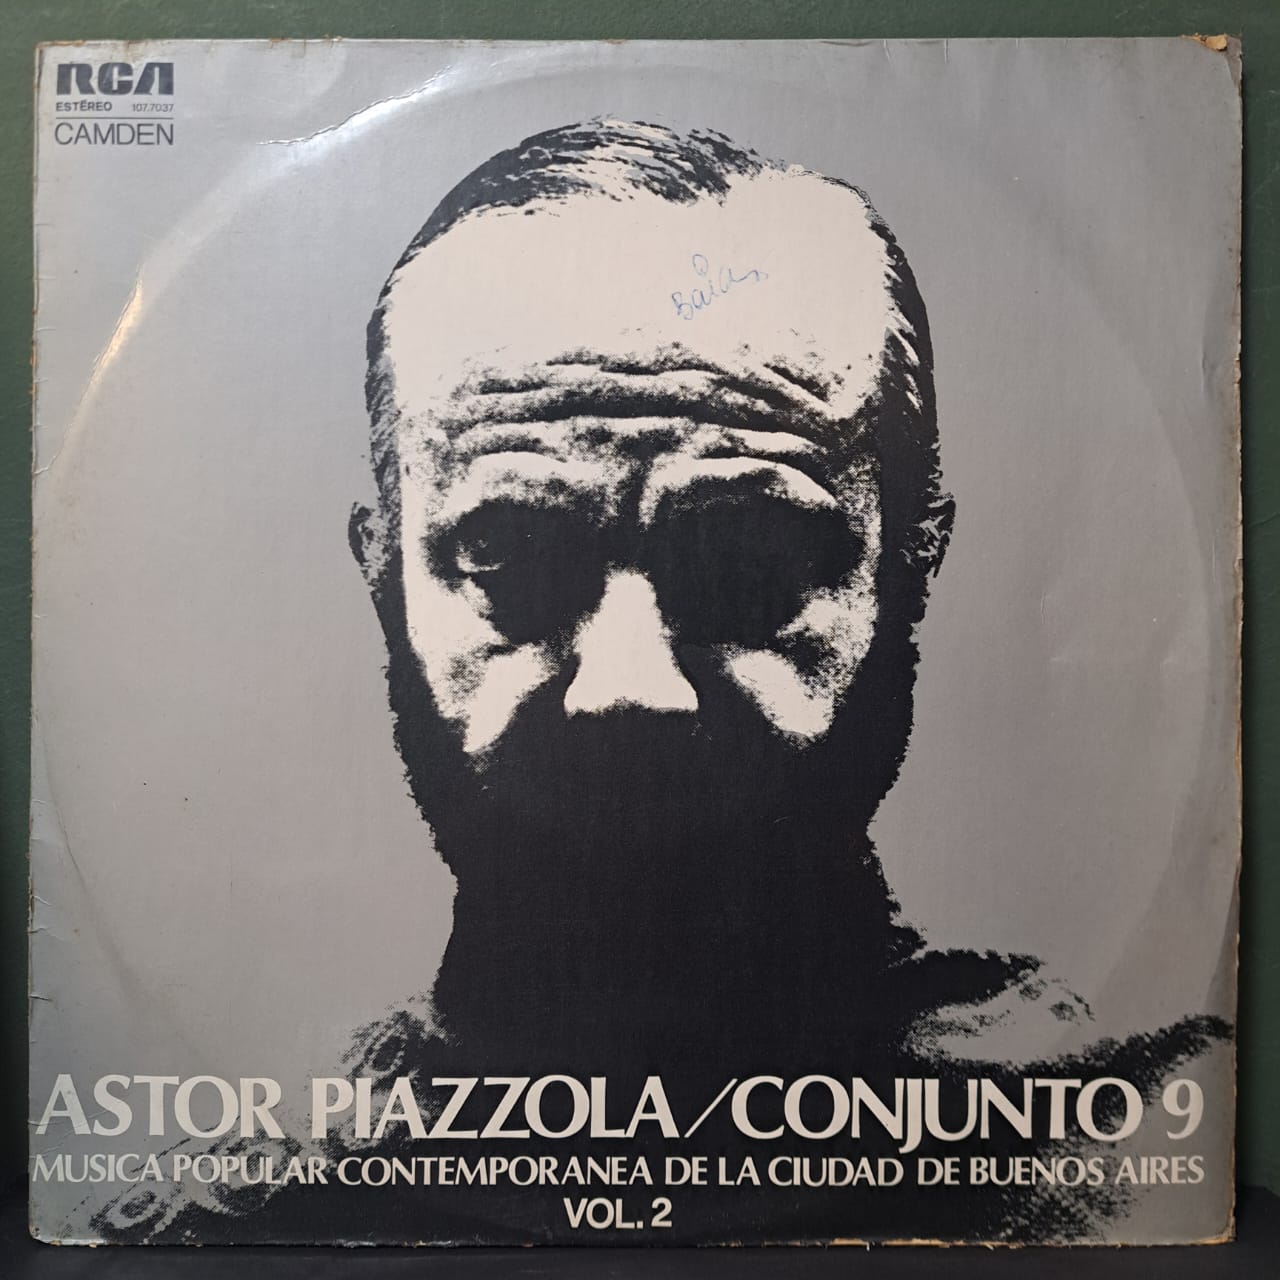 RCA
ESTÉREO 107.7037
CAMDEN
ASTOR PIAZZOLA/CONJUNTO 9
MUSICA POPULAR CONTEMPORANEA DE LA CIUDAD DE BUENOS AIRES
VOL. 2